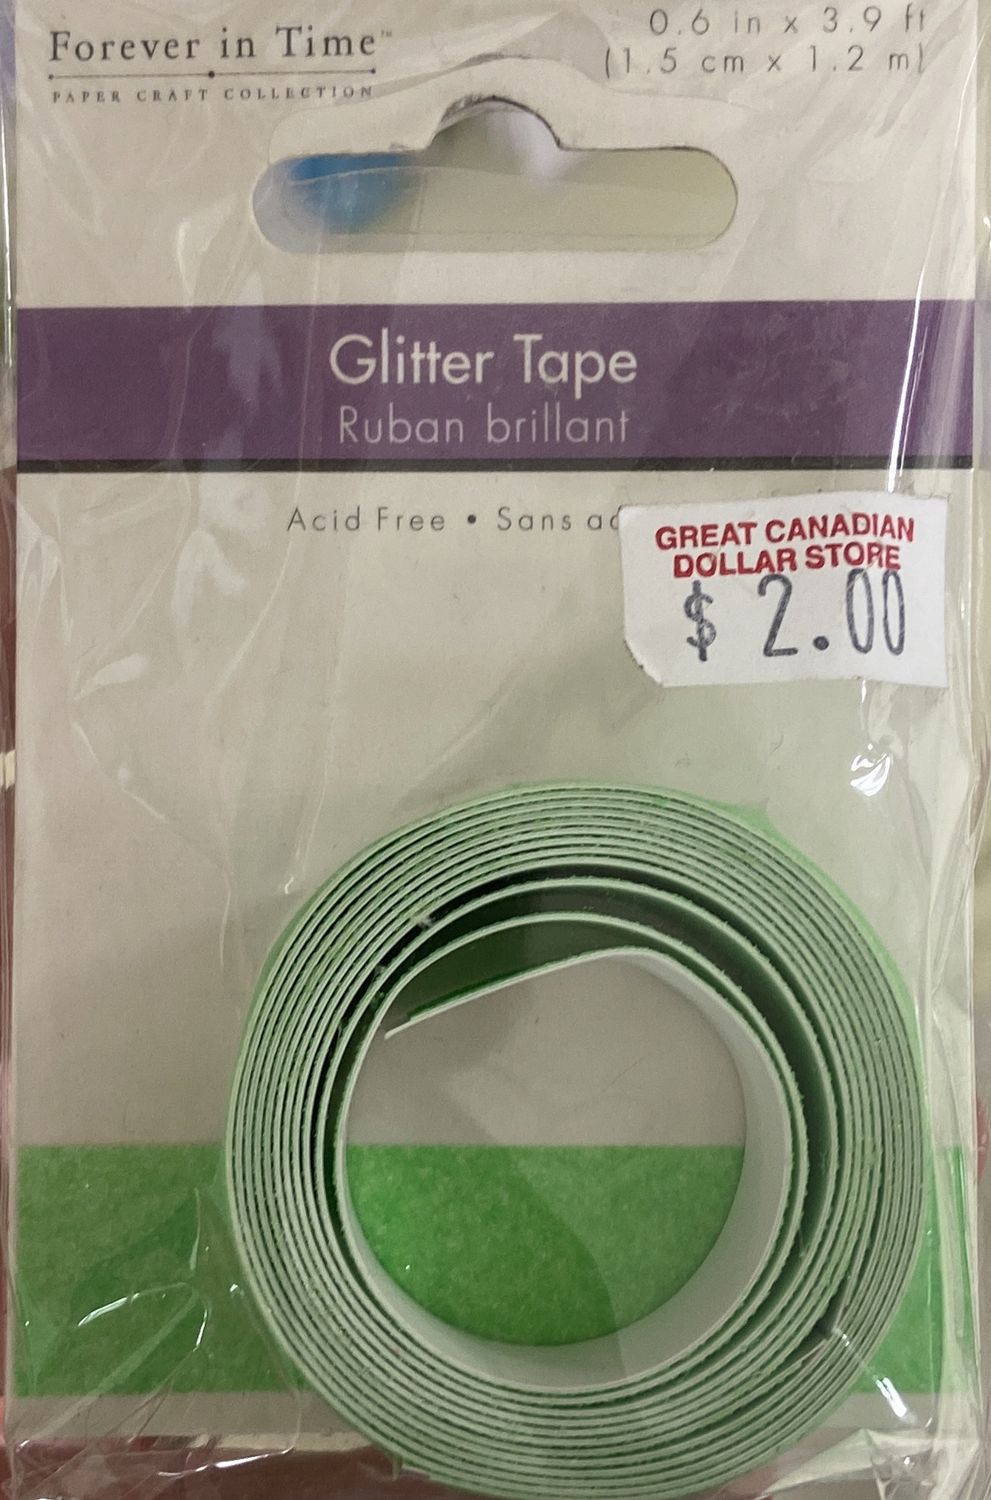 Forever in Time™
PAPER CRAFT COLLECTION
0.6 in x 3.9 ft
(1.5 cm x 1.2 m)
Glitter Tape
Ruban brillant
Acid Free • Sans
GREAT CANADIAN
DOLLAR STORE
$ 2.00